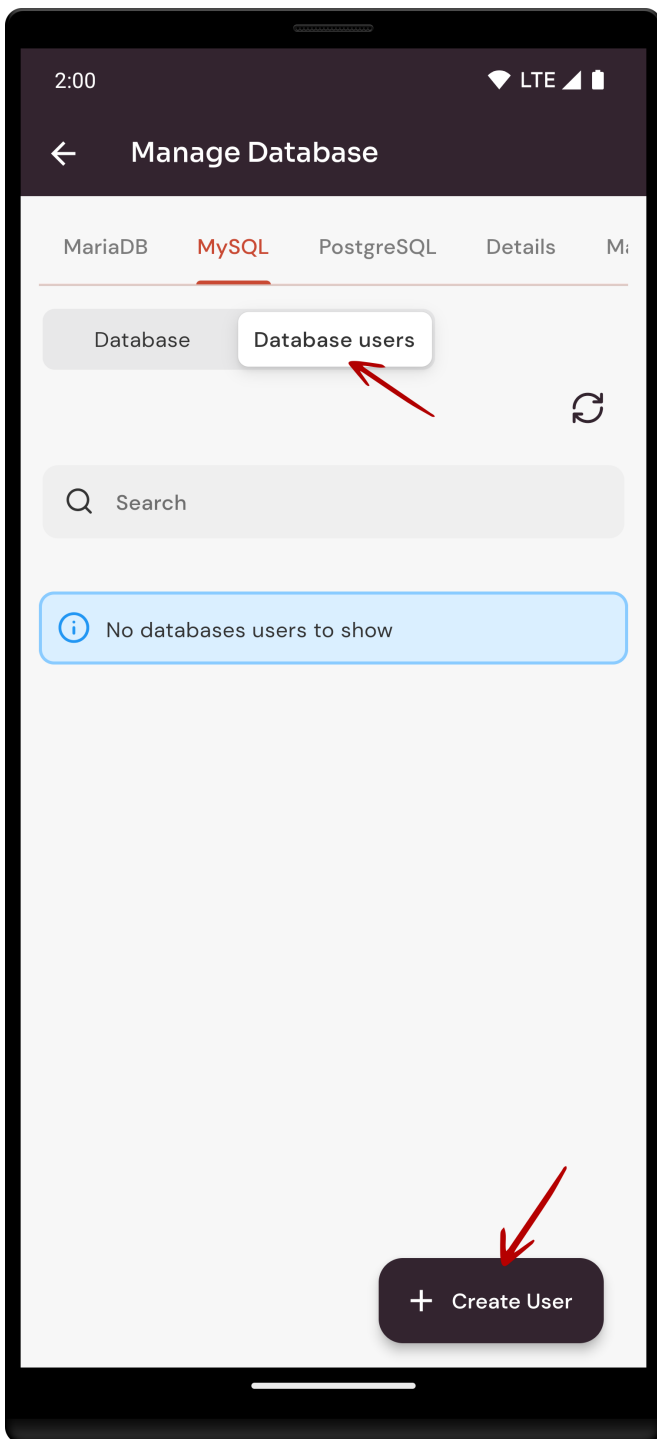 2:00 LTE
Manage Database
MariaDB MySQL PostgreSQL Details
Database Database users
Search
No databases users to show
Create User